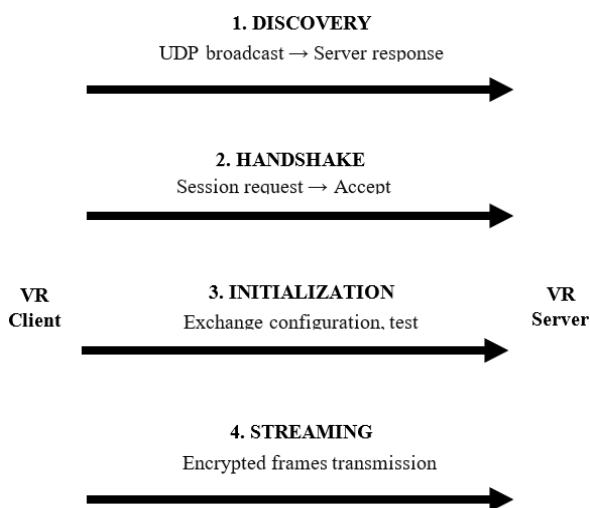 1. DISCOVERY
UDP broadcast → Server response
2. HANDSHAKE
Session request → Accept
VR
Client
3. INITIALIZATION
Exchange configuration, test
VR
Server
4. STREAMING
Encrypted frames transmission